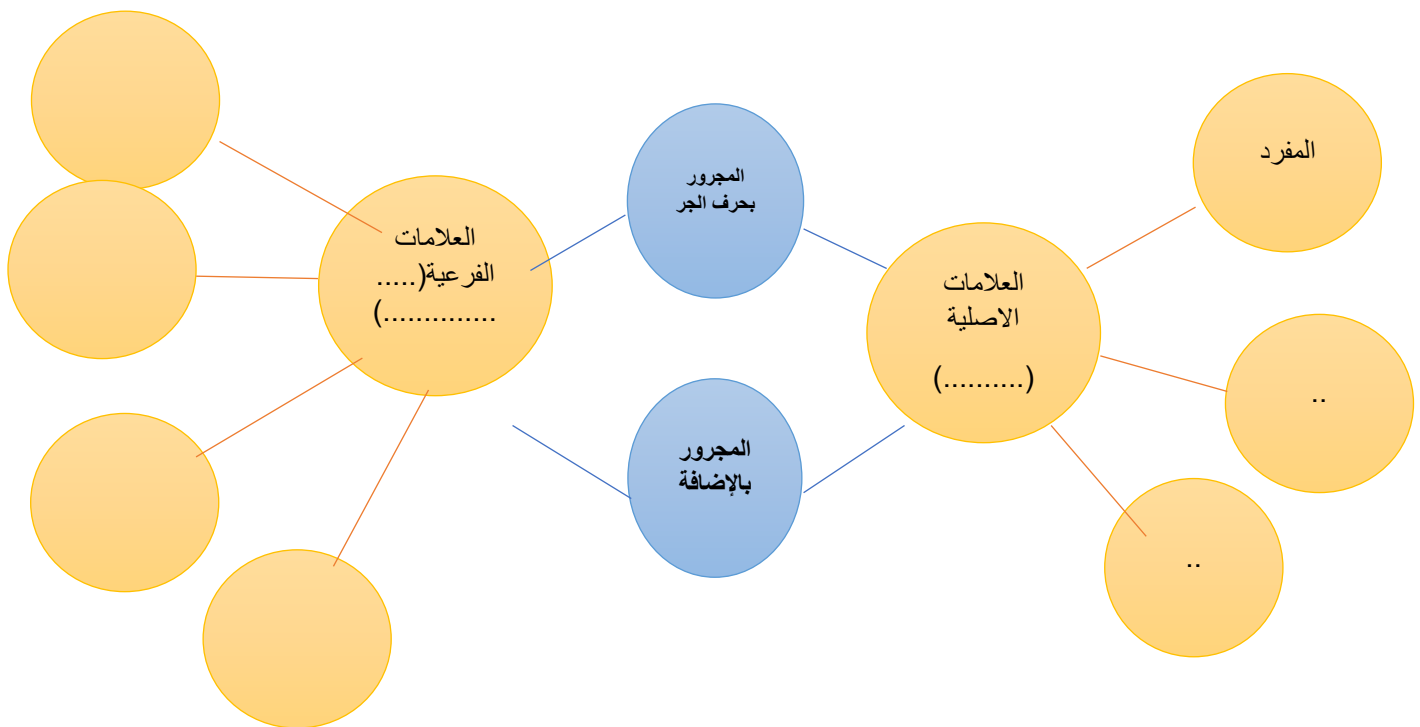 المفرد
المجرور
بحرف الجر
العلامات
الفرعية(.....
..............)
العلامات
الاصلية
(..........)
..
المجرور
بالإضافة
..